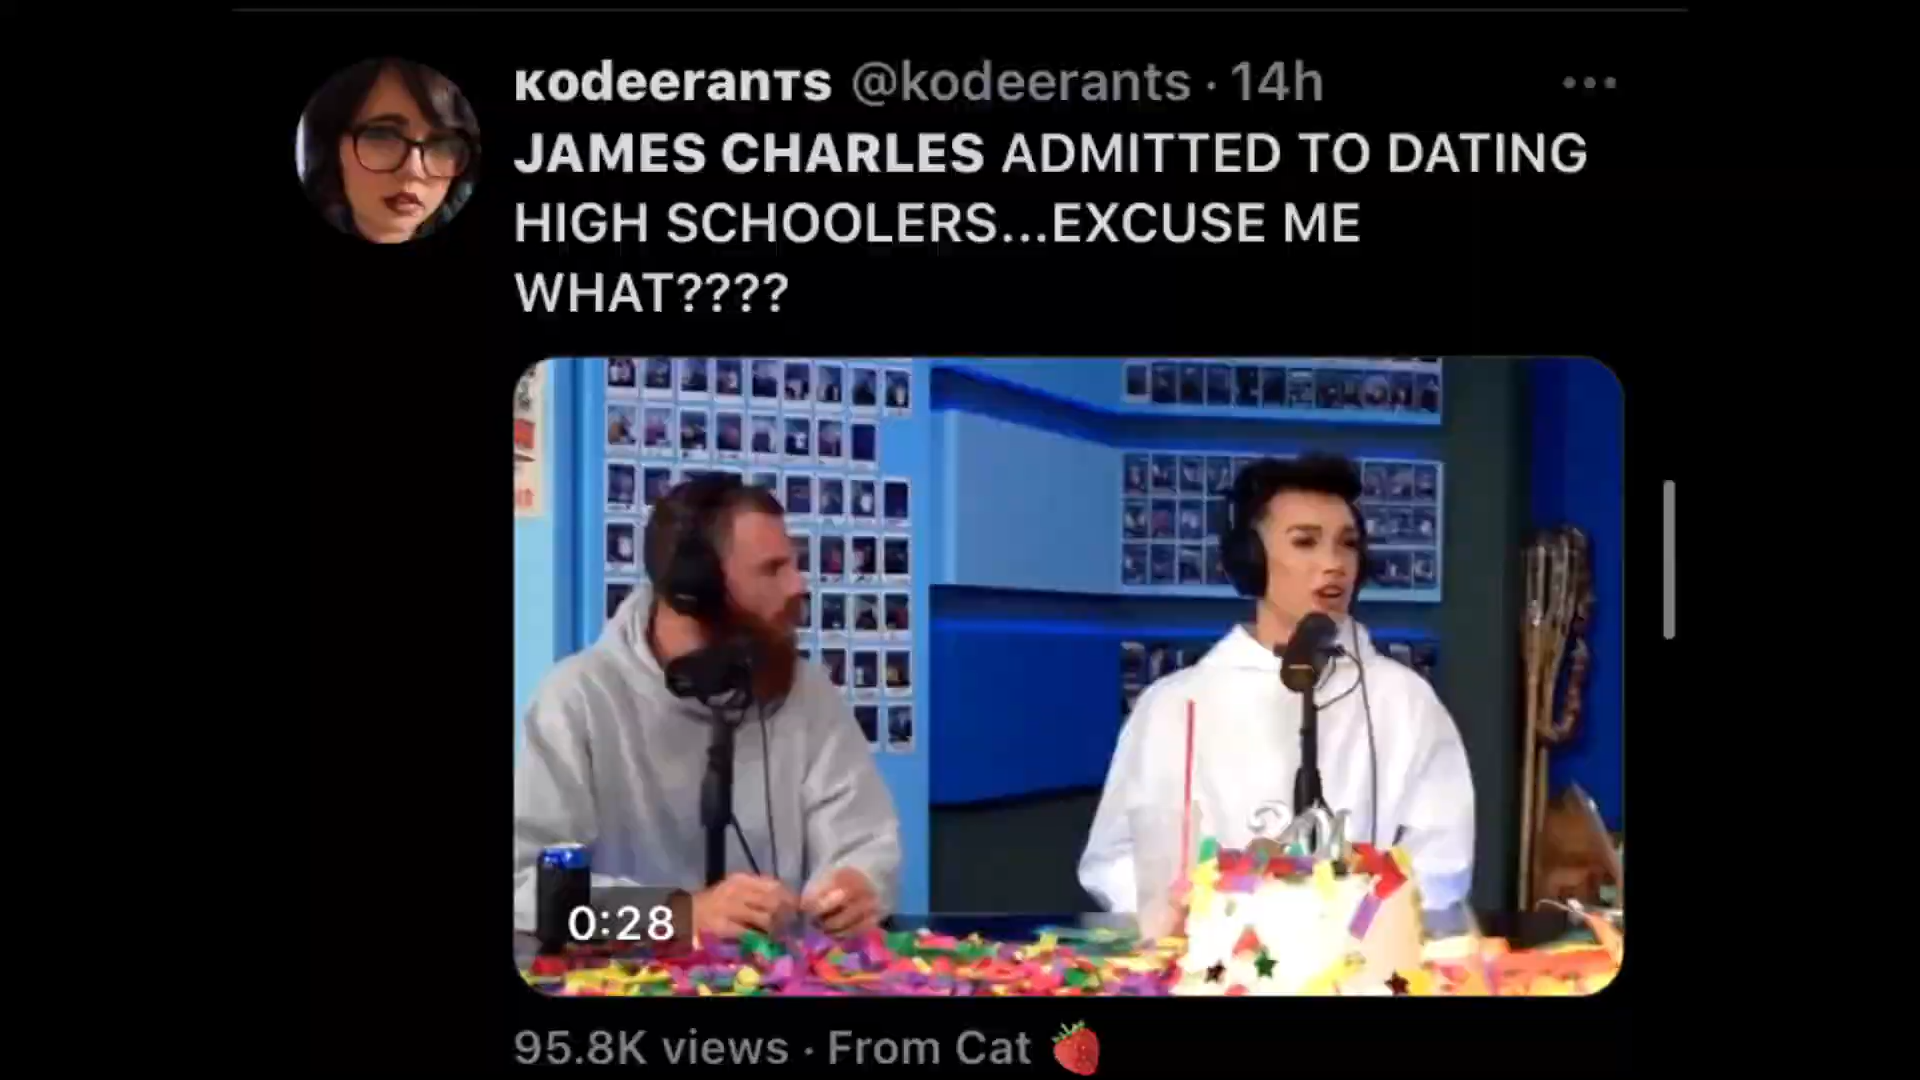 кodeeranтs @kodeerants · 14h
JAMES CHARLES ADMITTED TO DATING
HIGH SCHOOLERS...EXCUSE ME
WHAT????
0:28
95.8K views · From Cat 🍓